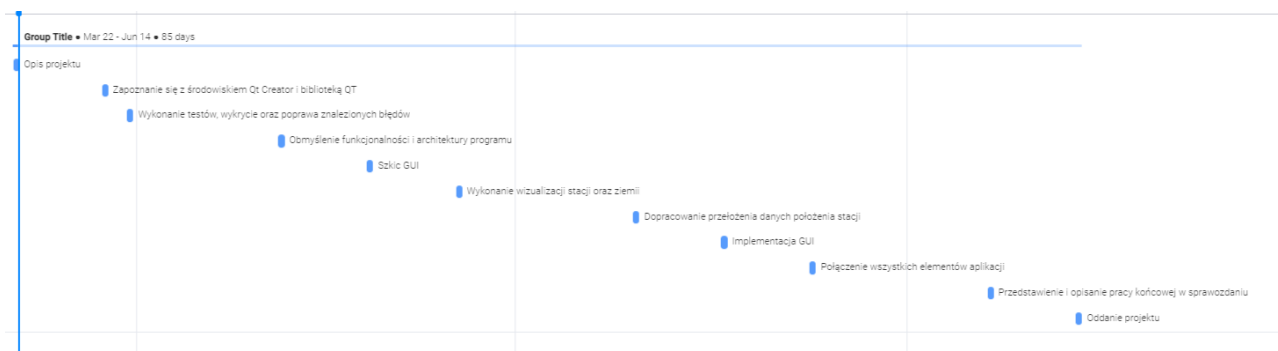 Group Title • Mar 22 - Jun 14 • 85 days
Opis projektu
Zapoznanie się z środowiskiem Qt Creator i biblioteką QT
Wykonanie testów, wykrycie oraz poprawa znalezionych błędów
Obmyślenie funkcjonalności i architektury programu
Szkic GUI
Wykonanie wizualizacji stacji oraz ziemii
Dopracowanie przełożenia danych położenia stacji
Implementacja GUI
Połączenie wszystkich elementów aplikacji
Przedstawienie i opisanie pracy końcowej w sprawozdaniu
Oddanie projektu